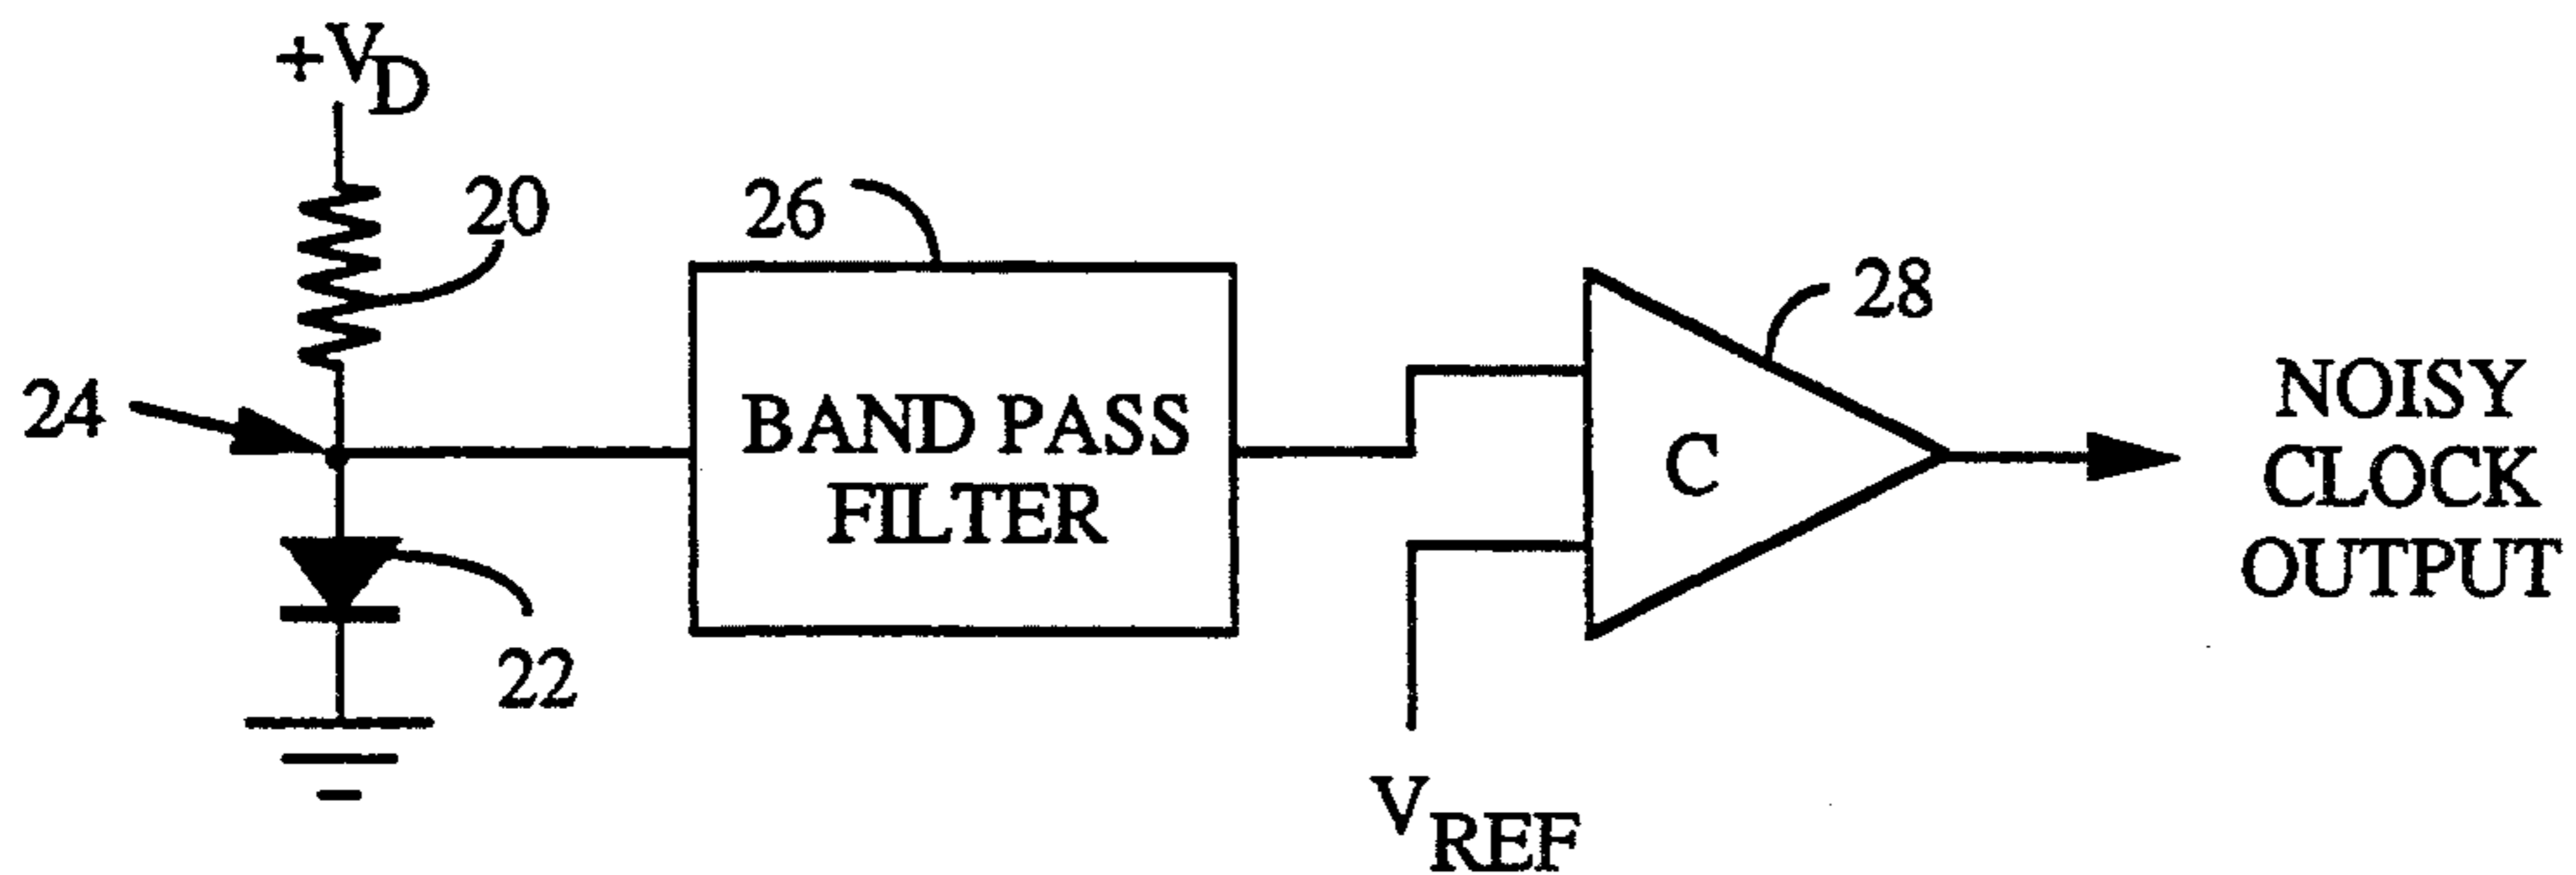 +VD
20
26
28
24
BAND PASS
FILTER
C
NOISY
CLOCK
OUTPUT
22
VREF